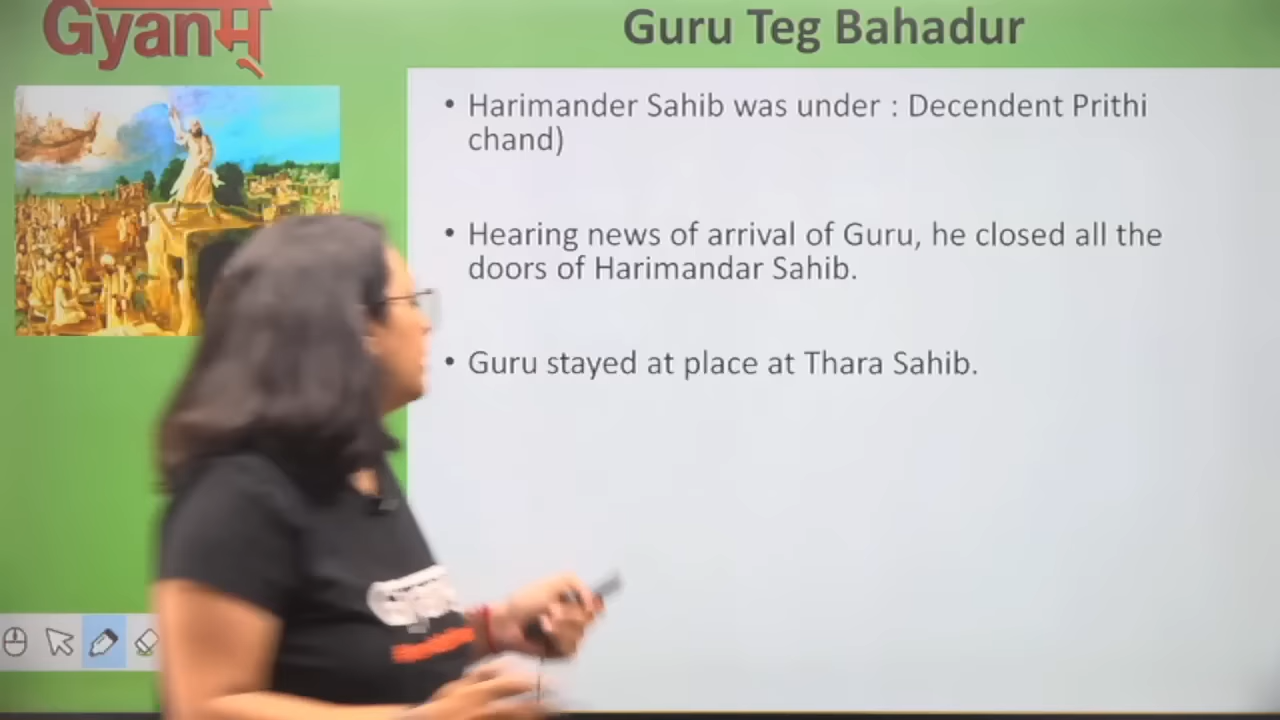 Gyanम्
Guru Teg Bahadur
• Harimander Sahib was under : Decendent Prithi
chand)
• Hearing news of arrival of Guru, he closed all the
doors of Harimandar Sahib.
• Guru stayed at place at Thara Sahib.